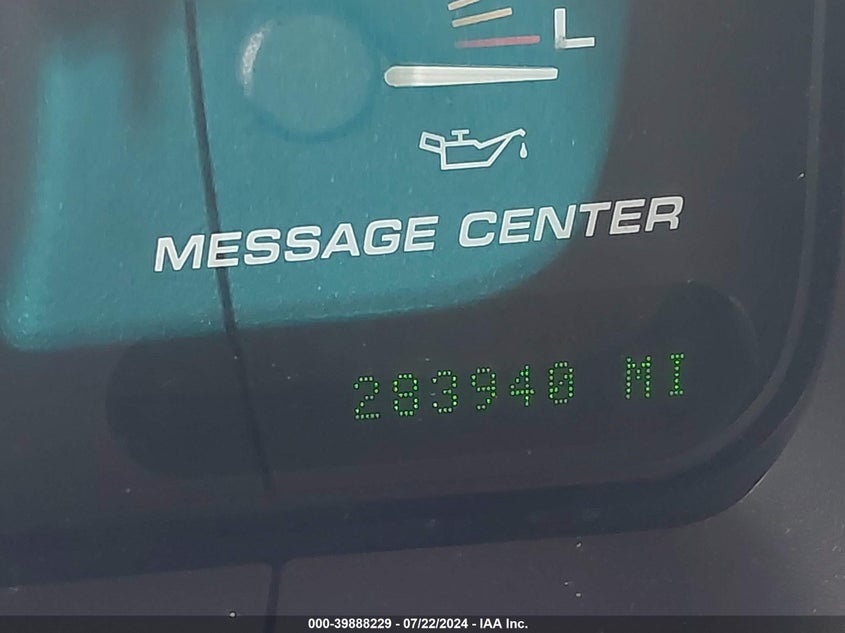 L
MESSAGE CENTER
283940 MI
000-39888229 - 07/22/2024 - IAA Inc.